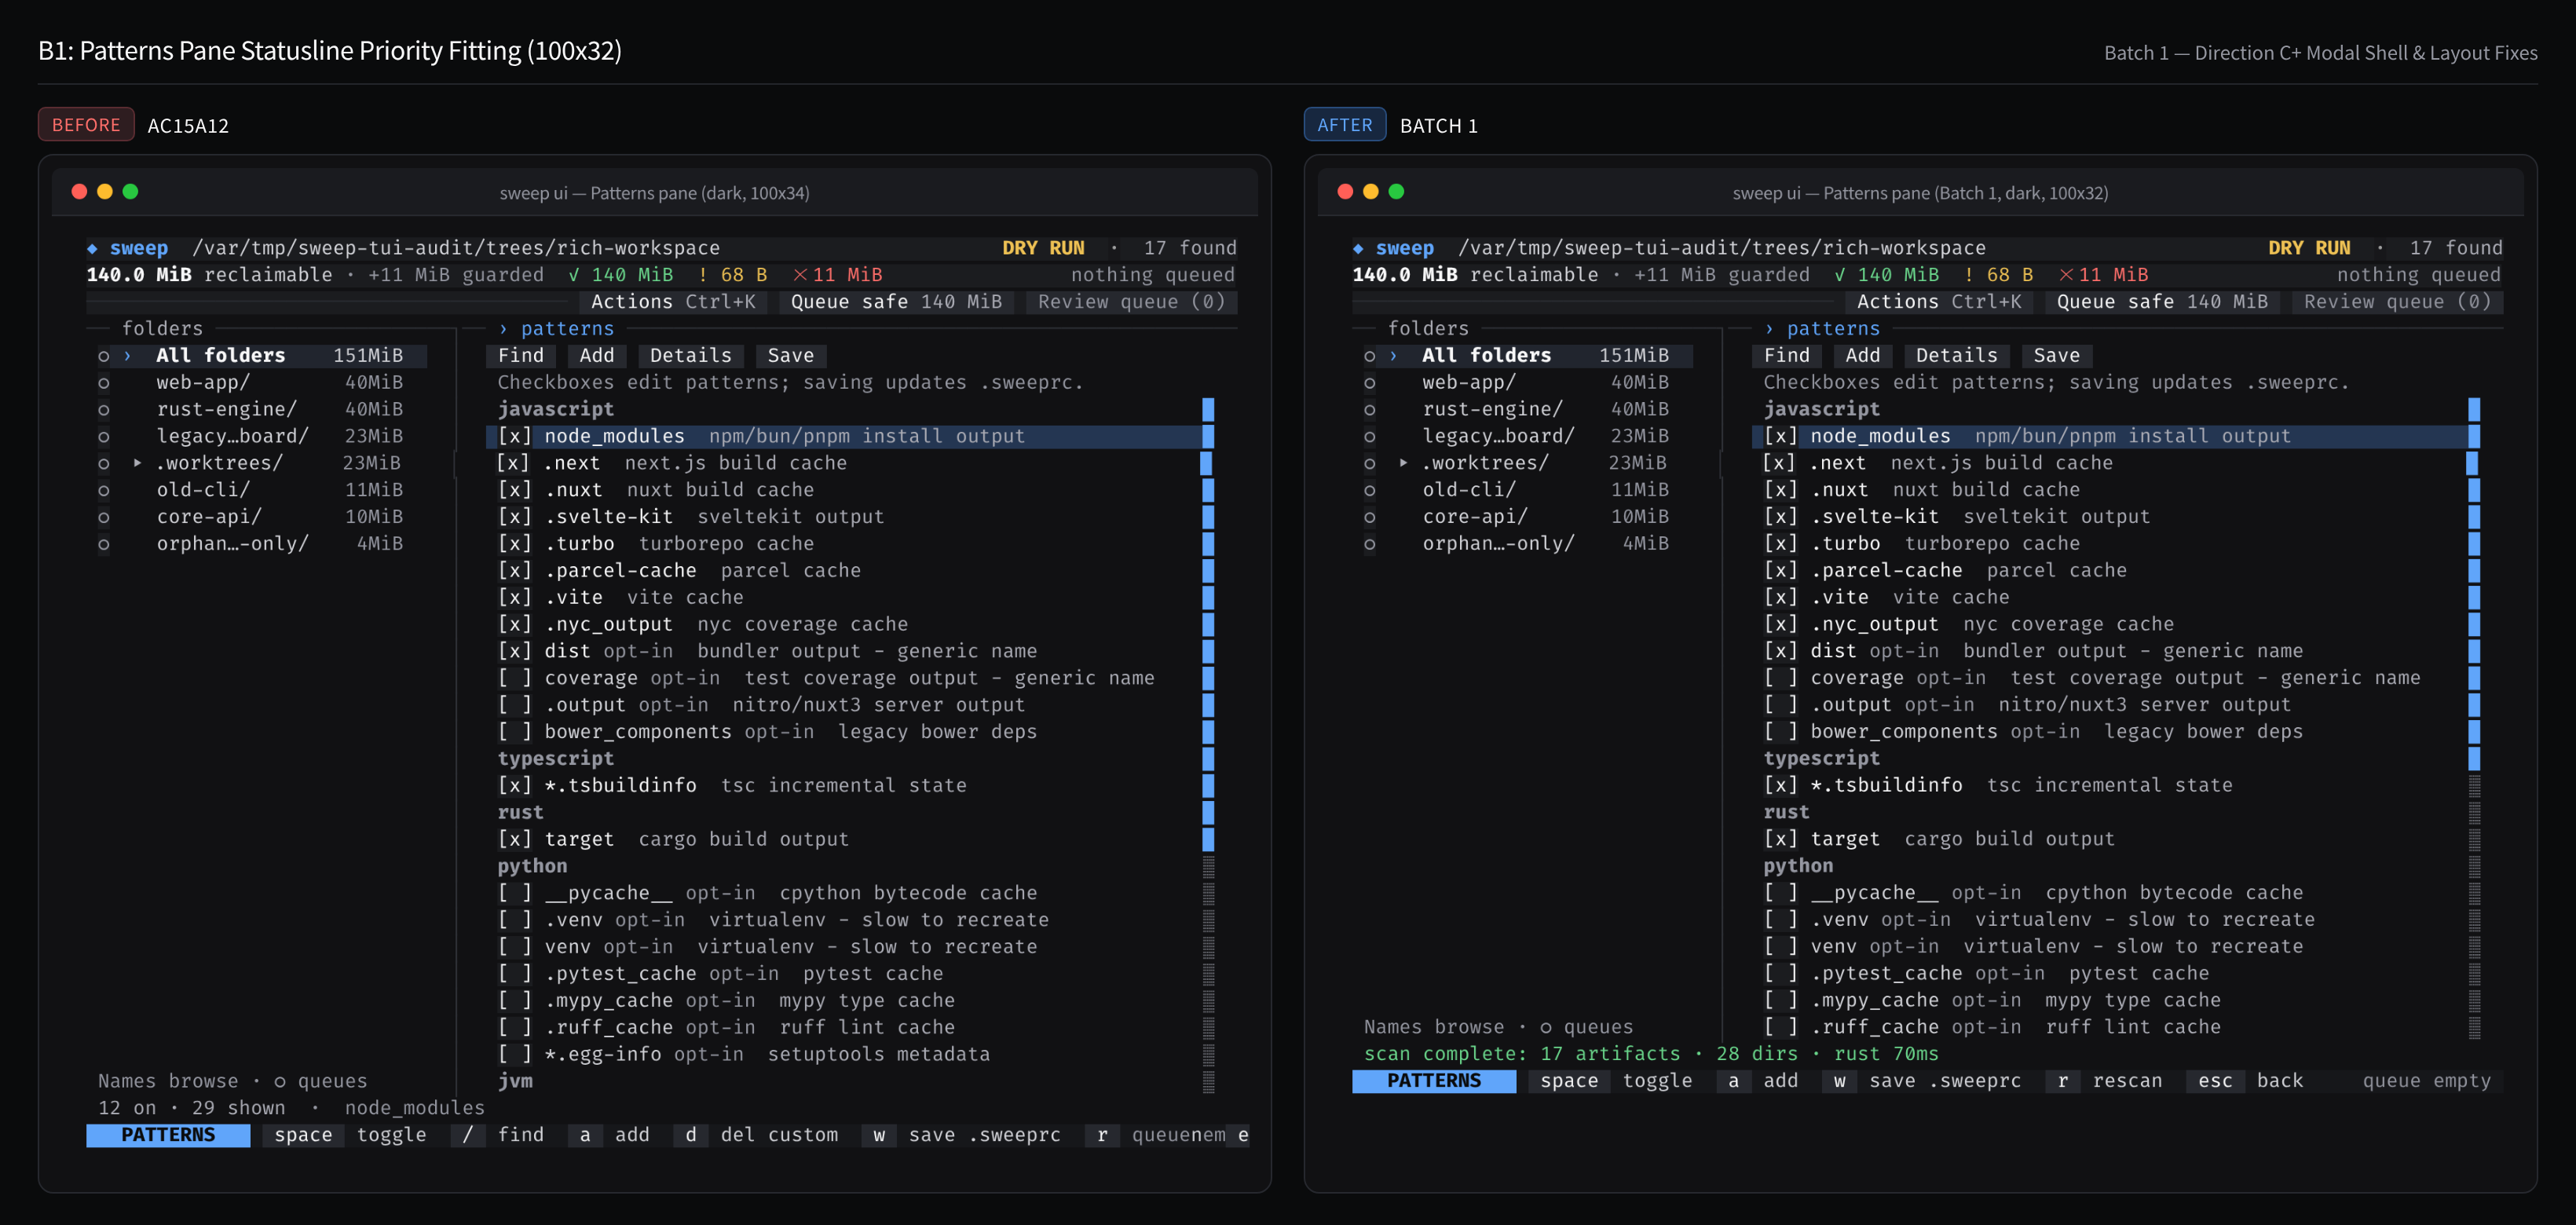 B1: Patterns Pane Statusline Priority Fitting (100x32)
Batch 1 — Direction C+ Modal Shell & Layout Fixes
BEFORE AC15A12
sweep ui — Patterns pane (dark, 100x34)
◆ sweep /var/tmp/sweep-tui-audit/trees/rich-workspace DRY RUN · 17 found
140.0 MiB reclaimable · +11 MiB guarded √ 140 MiB ! 68 B ×11 MiB nothing queued
Actions Ctrl+K Queue safe 140 MiB Review queue (0)
folders
○ › All folders 151MiB
○ web-app/ 40MiB
○ rust-engine/ 40MiB
○ legacy…board/ 23MiB
○ ▸ .worktrees/ 23MiB
○ old-cli/ 11MiB
○ core-api/ 10MiB
○ orphan…-only/ 4MiB
Names browse · ○ queues
› patterns
Find Add Details Save
Checkboxes edit patterns; saving updates .sweeprc.
javascript
[x] node_modules npm/bun/pnpm install output
[x] .next next.js build cache
[x] .nuxt nuxt build cache
[x] .svelte-kit sveltekit output
[x] .turbo turborepo cache
[x] .parcel-cache parcel cache
[x] .vite vite cache
[x] .nyc_output nyc coverage cache
[x] dist opt-in bundler output - generic name
[ ] coverage opt-in test coverage output - generic name
[ ] .output opt-in nitro/nuxt3 server output
[ ] bower_components opt-in legacy bower deps
typescript
[x] *.tsbuildinfo tsc incremental state
rust
[x] target cargo build output
python
[ ] __pycache__ opt-in cpython bytecode cache
[ ] .venv opt-in virtualenv - slow to recreate
[ ] venv opt-in virtualenv - slow to recreate
[ ] .pytest_cache opt-in pytest cache
[ ] .mypy_cache opt-in mypy type cache
[ ] .ruff_cache opt-in ruff lint cache
[ ] *.egg-info opt-in setuptools metadata
jvm
12 on · 29 shown · node_modules
PATTERNS space toggle / find a add d del custom w save .sweeprc r queuenem e
AFTER BATCH 1
sweep ui — Patterns pane (Batch 1, dark, 100x32)
◆ sweep /var/tmp/sweep-tui-audit/trees/rich-workspace DRY RUN · 17 found
140.0 MiB reclaimable · +11 MiB guarded √ 140 MiB ! 68 B ×11 MiB nothing queued
Actions Ctrl+K Queue safe 140 MiB Review queue (0)
folders
○ › All folders 151MiB
○ web-app/ 40MiB
○ rust-engine/ 40MiB
○ legacy…board/ 23MiB
○ ▸ .worktrees/ 23MiB
○ old-cli/ 11MiB
○ core-api/ 10MiB
○ orphan…-only/ 4MiB
Names browse · ○ queues
› patterns
Find Add Details Save
Checkboxes edit patterns; saving updates .sweeprc.
javascript
[x] node_modules npm/bun/pnpm install output
[x] .next next.js build cache
[x] .nuxt nuxt build cache
[x] .svelte-kit sveltekit output
[x] .turbo turborepo cache
[x] .parcel-cache parcel cache
[x] .vite vite cache
[x] .nyc_output nyc coverage cache
[x] dist opt-in bundler output - generic name
[ ] coverage opt-in test coverage output - generic name
[ ] .output opt-in nitro/nuxt3 server output
[ ] bower_components opt-in legacy bower deps
typescript
[x] *.tsbuildinfo tsc incremental state
rust
[x] target cargo build output
python
[ ] __pycache__ opt-in cpython bytecode cache
[ ] .venv opt-in virtualenv - slow to recreate
[ ] venv opt-in virtualenv - slow to recreate
[ ] .pytest_cache opt-in pytest cache
[ ] .mypy_cache opt-in mypy type cache
[ ] .ruff_cache opt-in ruff lint cache
scan complete: 17 artifacts · 28 dirs · rust 70ms
PATTERNS space toggle a add w save .sweeprc r rescan esc back queue empty